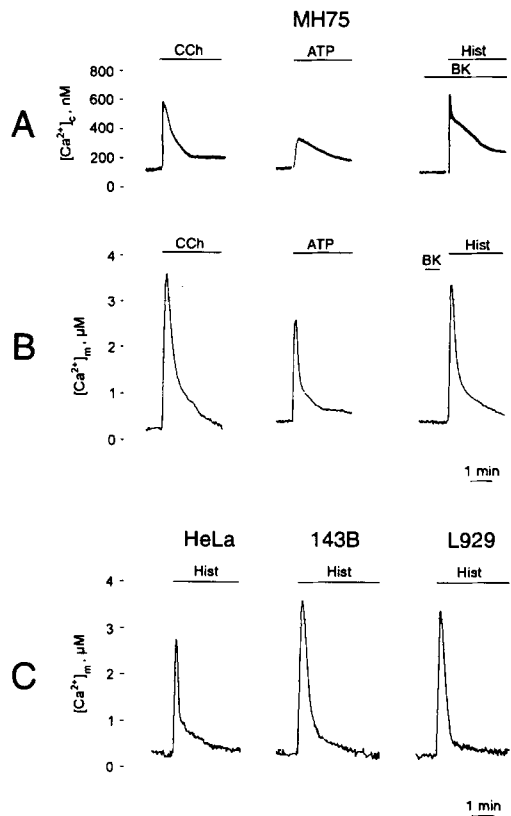 MH75
A
CCh
ATP
Hist
BK
[Ca2+]c, nM
800 -
600 -
400 -
200 -
0 -
B
CCh
ATP
BK
Hist
[Ca2+]m, µM
4 -
3 -
2 -
1 -
0 -
1 min
HeLa
143B
L929
C
Hist
Hist
Hist
[Ca2+]m, µM
4 -
3 -
2 -
1 -
0 -
1 min